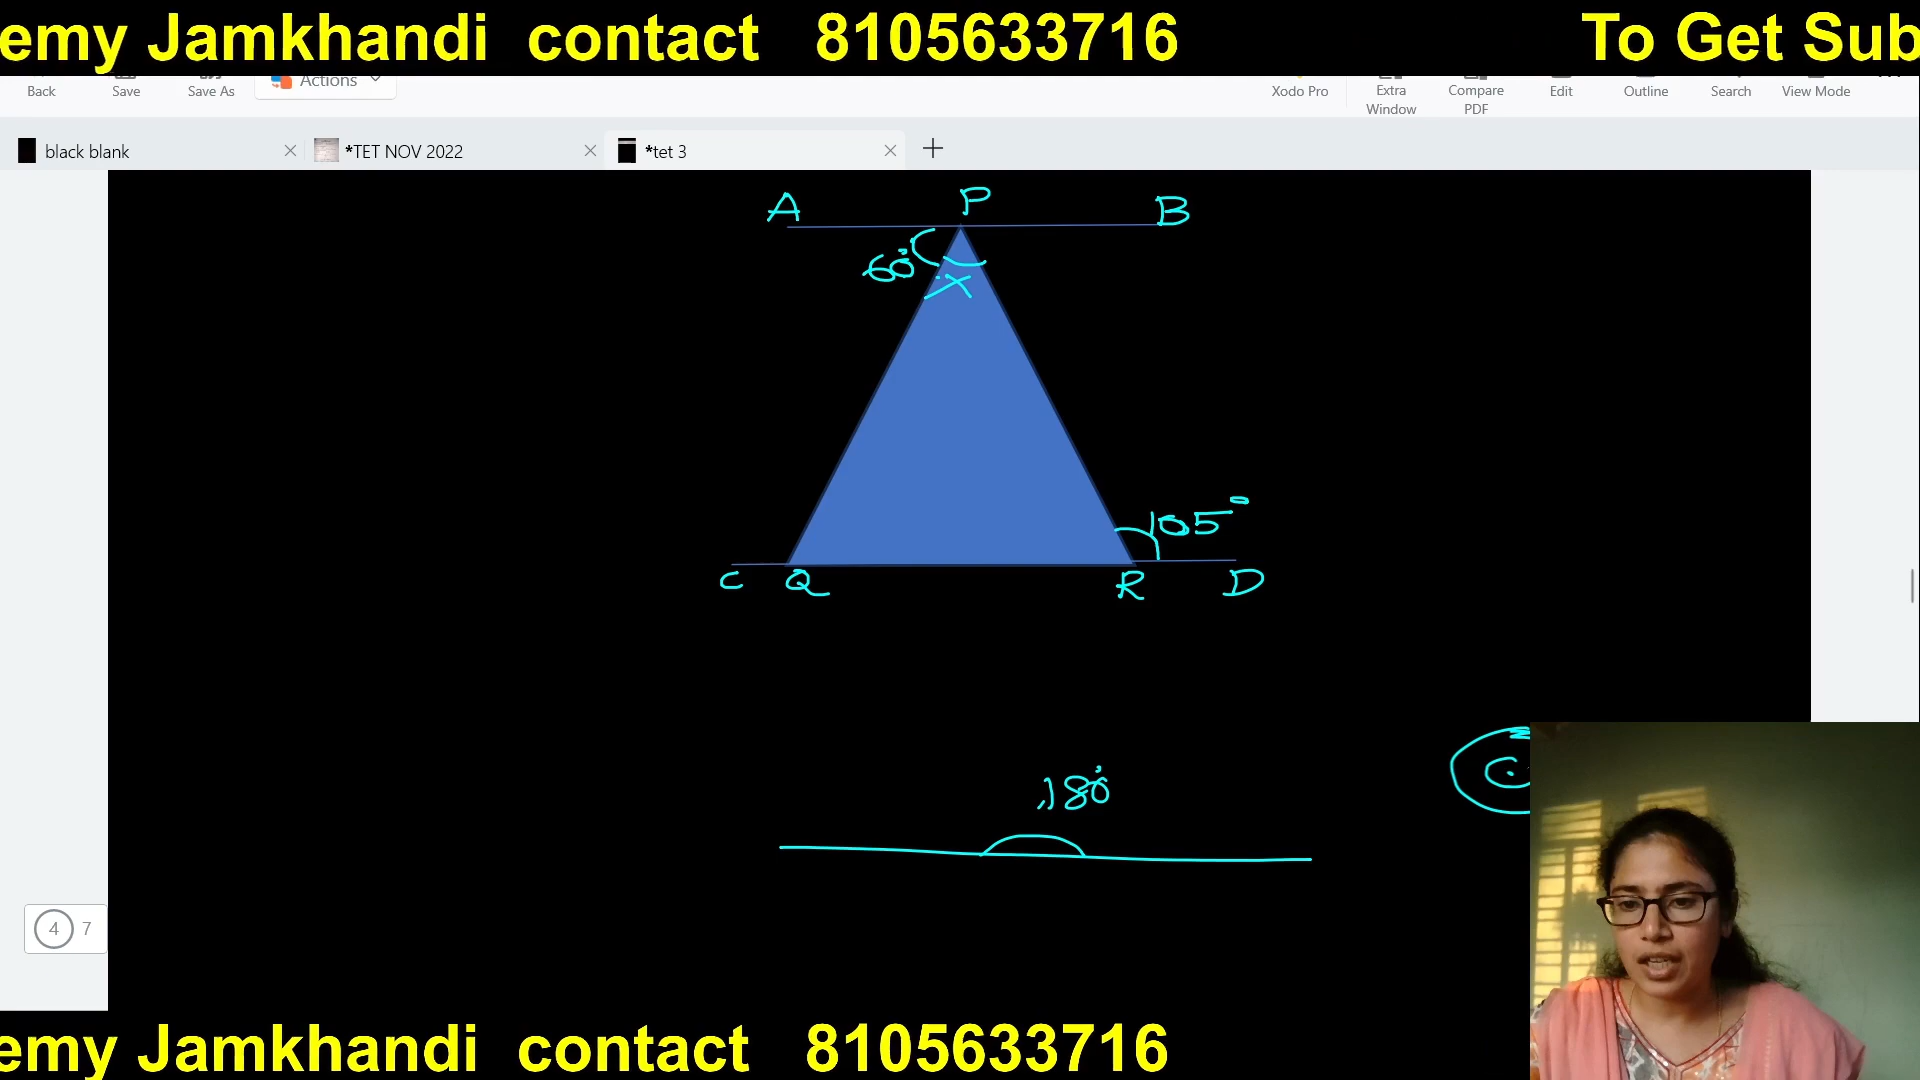 emy Jamkhandi contact 8105633716 To Get Sub
Back Save Save As Actions Xodo Pro Extra Window Compare PDF Edit Outline Search View Mode
black blank *TET NOV 2022 *tet 3
A P B
60°
x
105°
C Q R D
180°
4 7
emy Jamkhandi contact 8105633716